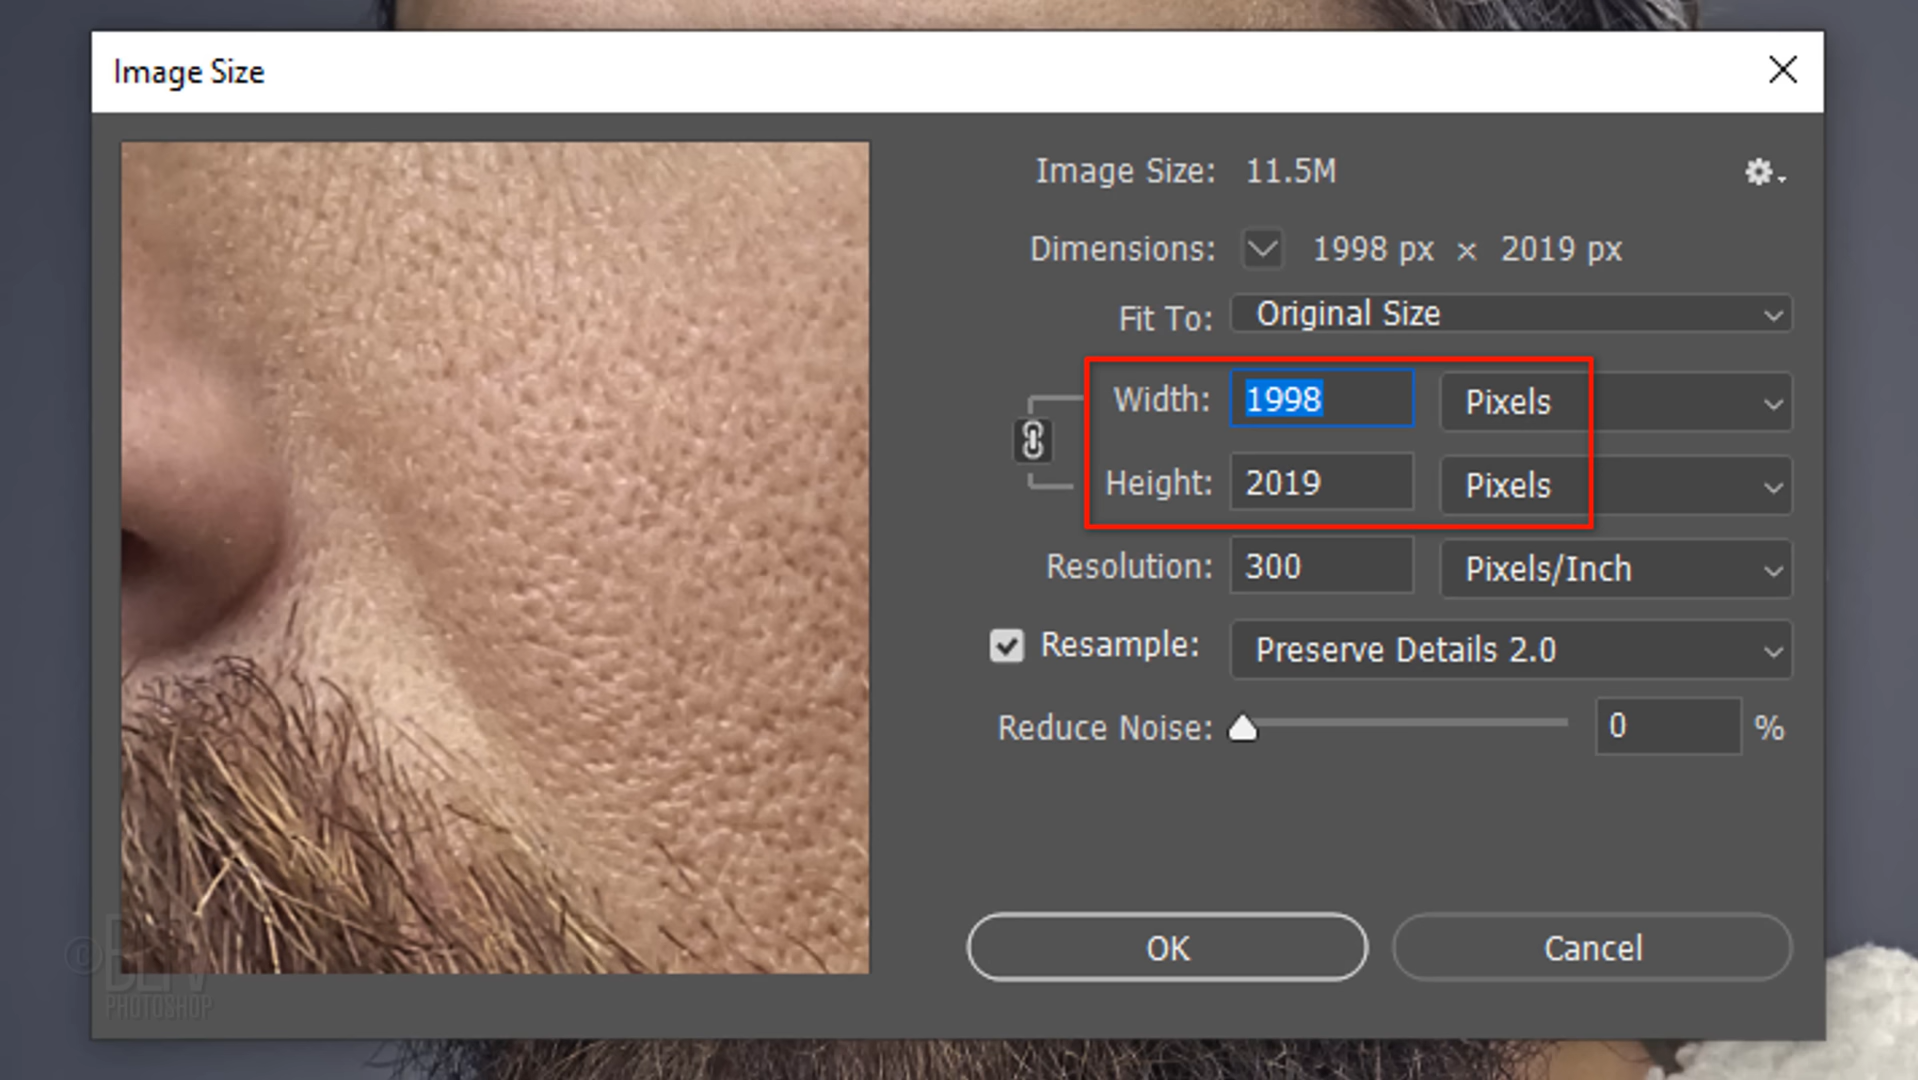 Image Size
Image Size: 11.5M
Dimensions: 1998 px × 2019 px
Fit To: Original Size
Width: 1998 Pixels
Height: 2019 Pixels
Resolution: 300 Pixels/Inch
Resample: Preserve Details 2.0
Reduce Noise: 0 %
OK Cancel
PHOTOSHOP